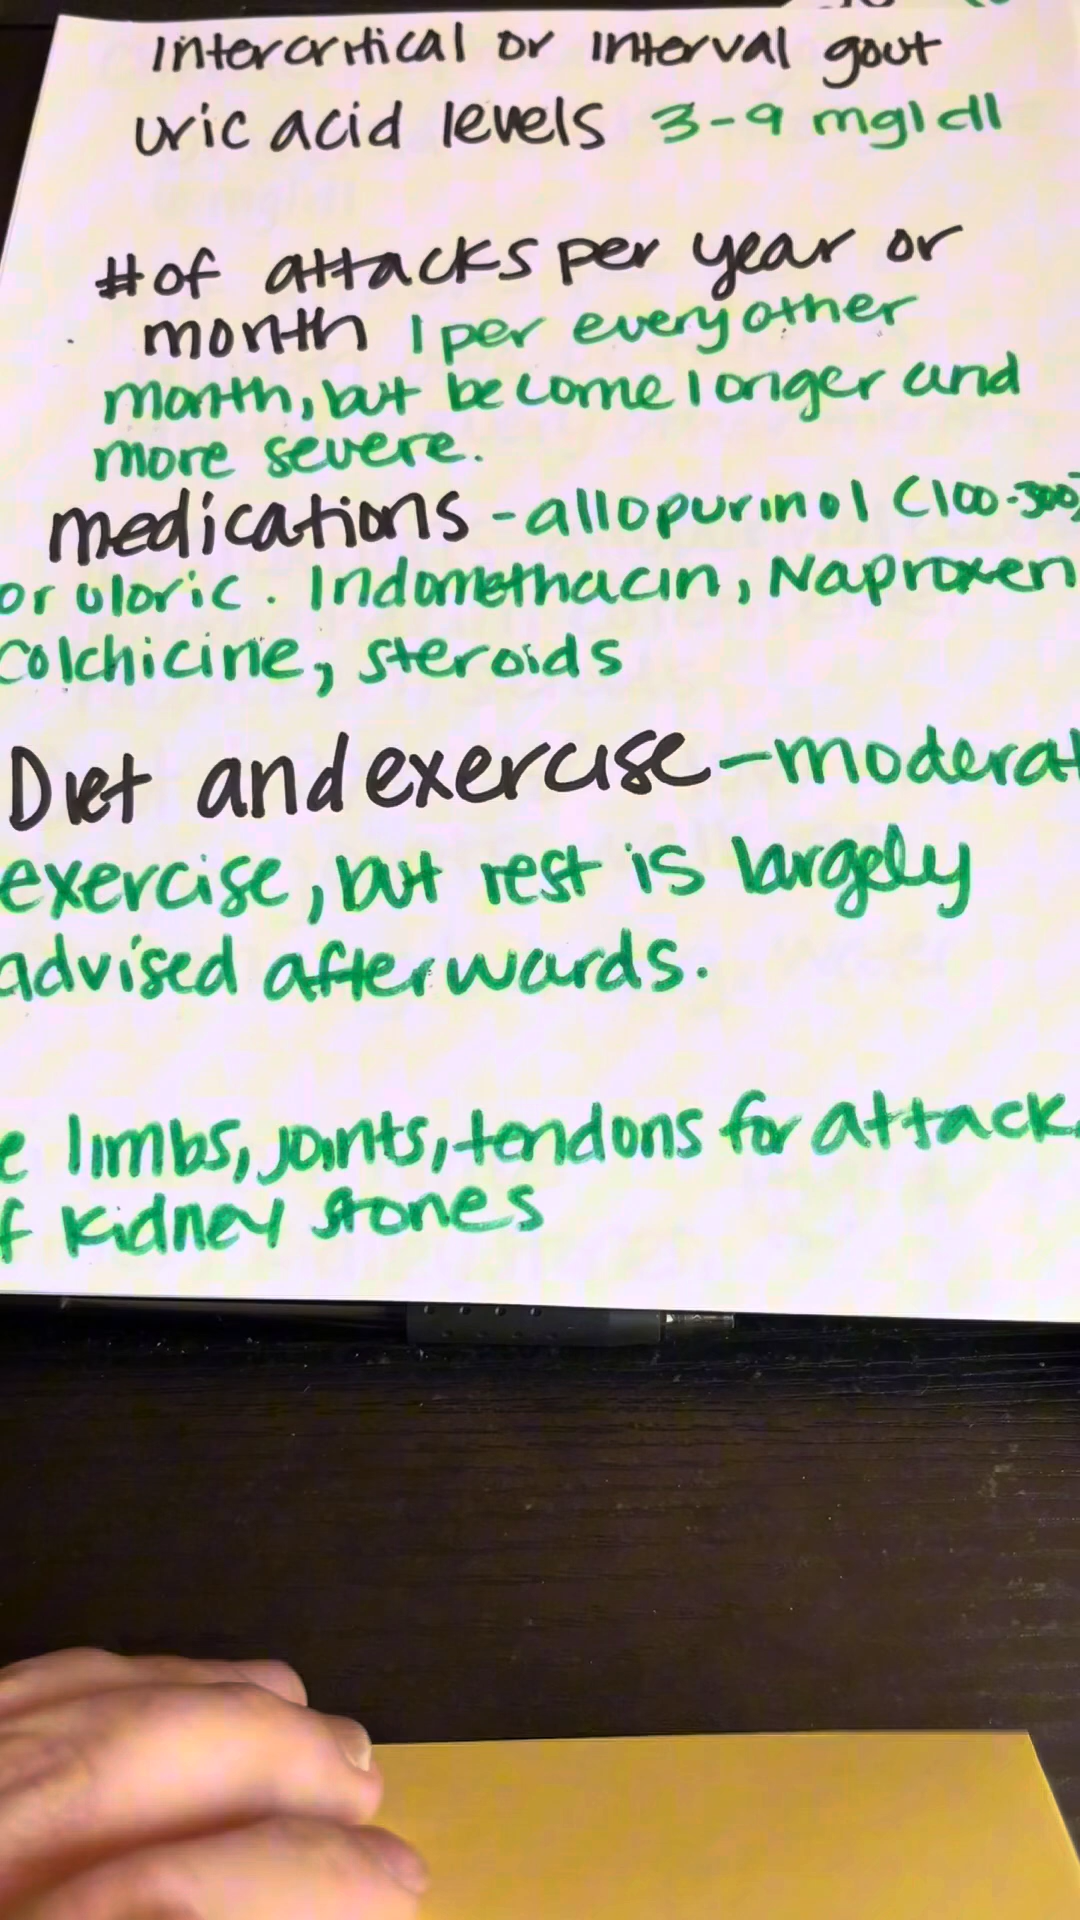 Intercritical or interval gout
uric acid levels 3-9 mg/dl
# of attacks per year or
month 1 per every other
month, but become longer and
more severe.
medications - allopurinol (100-300)
or uloric. Indomethacin, Naproxen
colchicine, steroids
Diet and exercise - moderat
exercise, but rest is largely
advised afterwards.
e limbs, joints, tendons for attack
f kidney stones